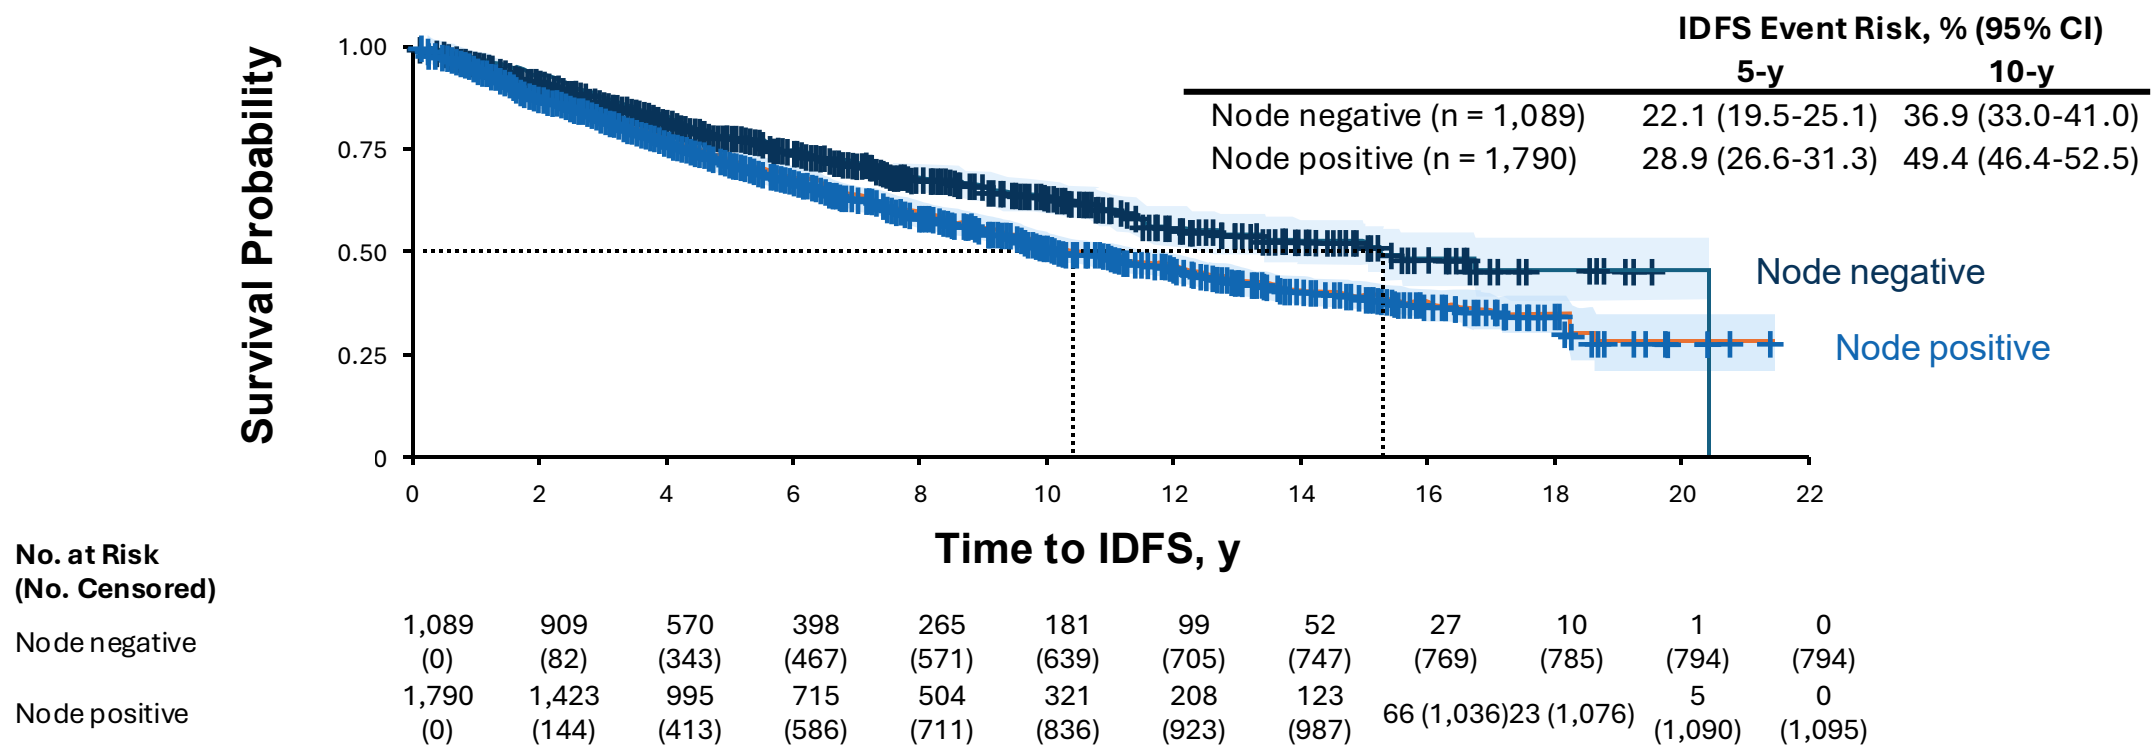 IDFS Event Risk, % (95% CI)
5-y 10-y
Node negative (n = 1,089) 22.1 (19.5-25.1) 36.9 (33.0-41.0)
Node positive (n = 1,790) 28.9 (26.6-31.3) 49.4 (46.4-52.5)
Survival Probability
1.00
0.75
0.50
0.25
0
Node negative
Node positive
0 2 4 6 8 10 12 14 16 18 20 22
Time to IDFS, y
No. at Risk
(No. Censored)
Node negative
1,089 909 570 398 265 181 99 52 27 10 1 0
(0) (82) (343) (467) (571) (639) (705) (747) (769) (785) (794) (794)
Node positive
1,790 1,423 995 715 504 321 208 123 66 (1,036) 23 (1,076) 5 0
(0) (144) (413) (586) (711) (836) (923) (987) (1,090) (1,095)